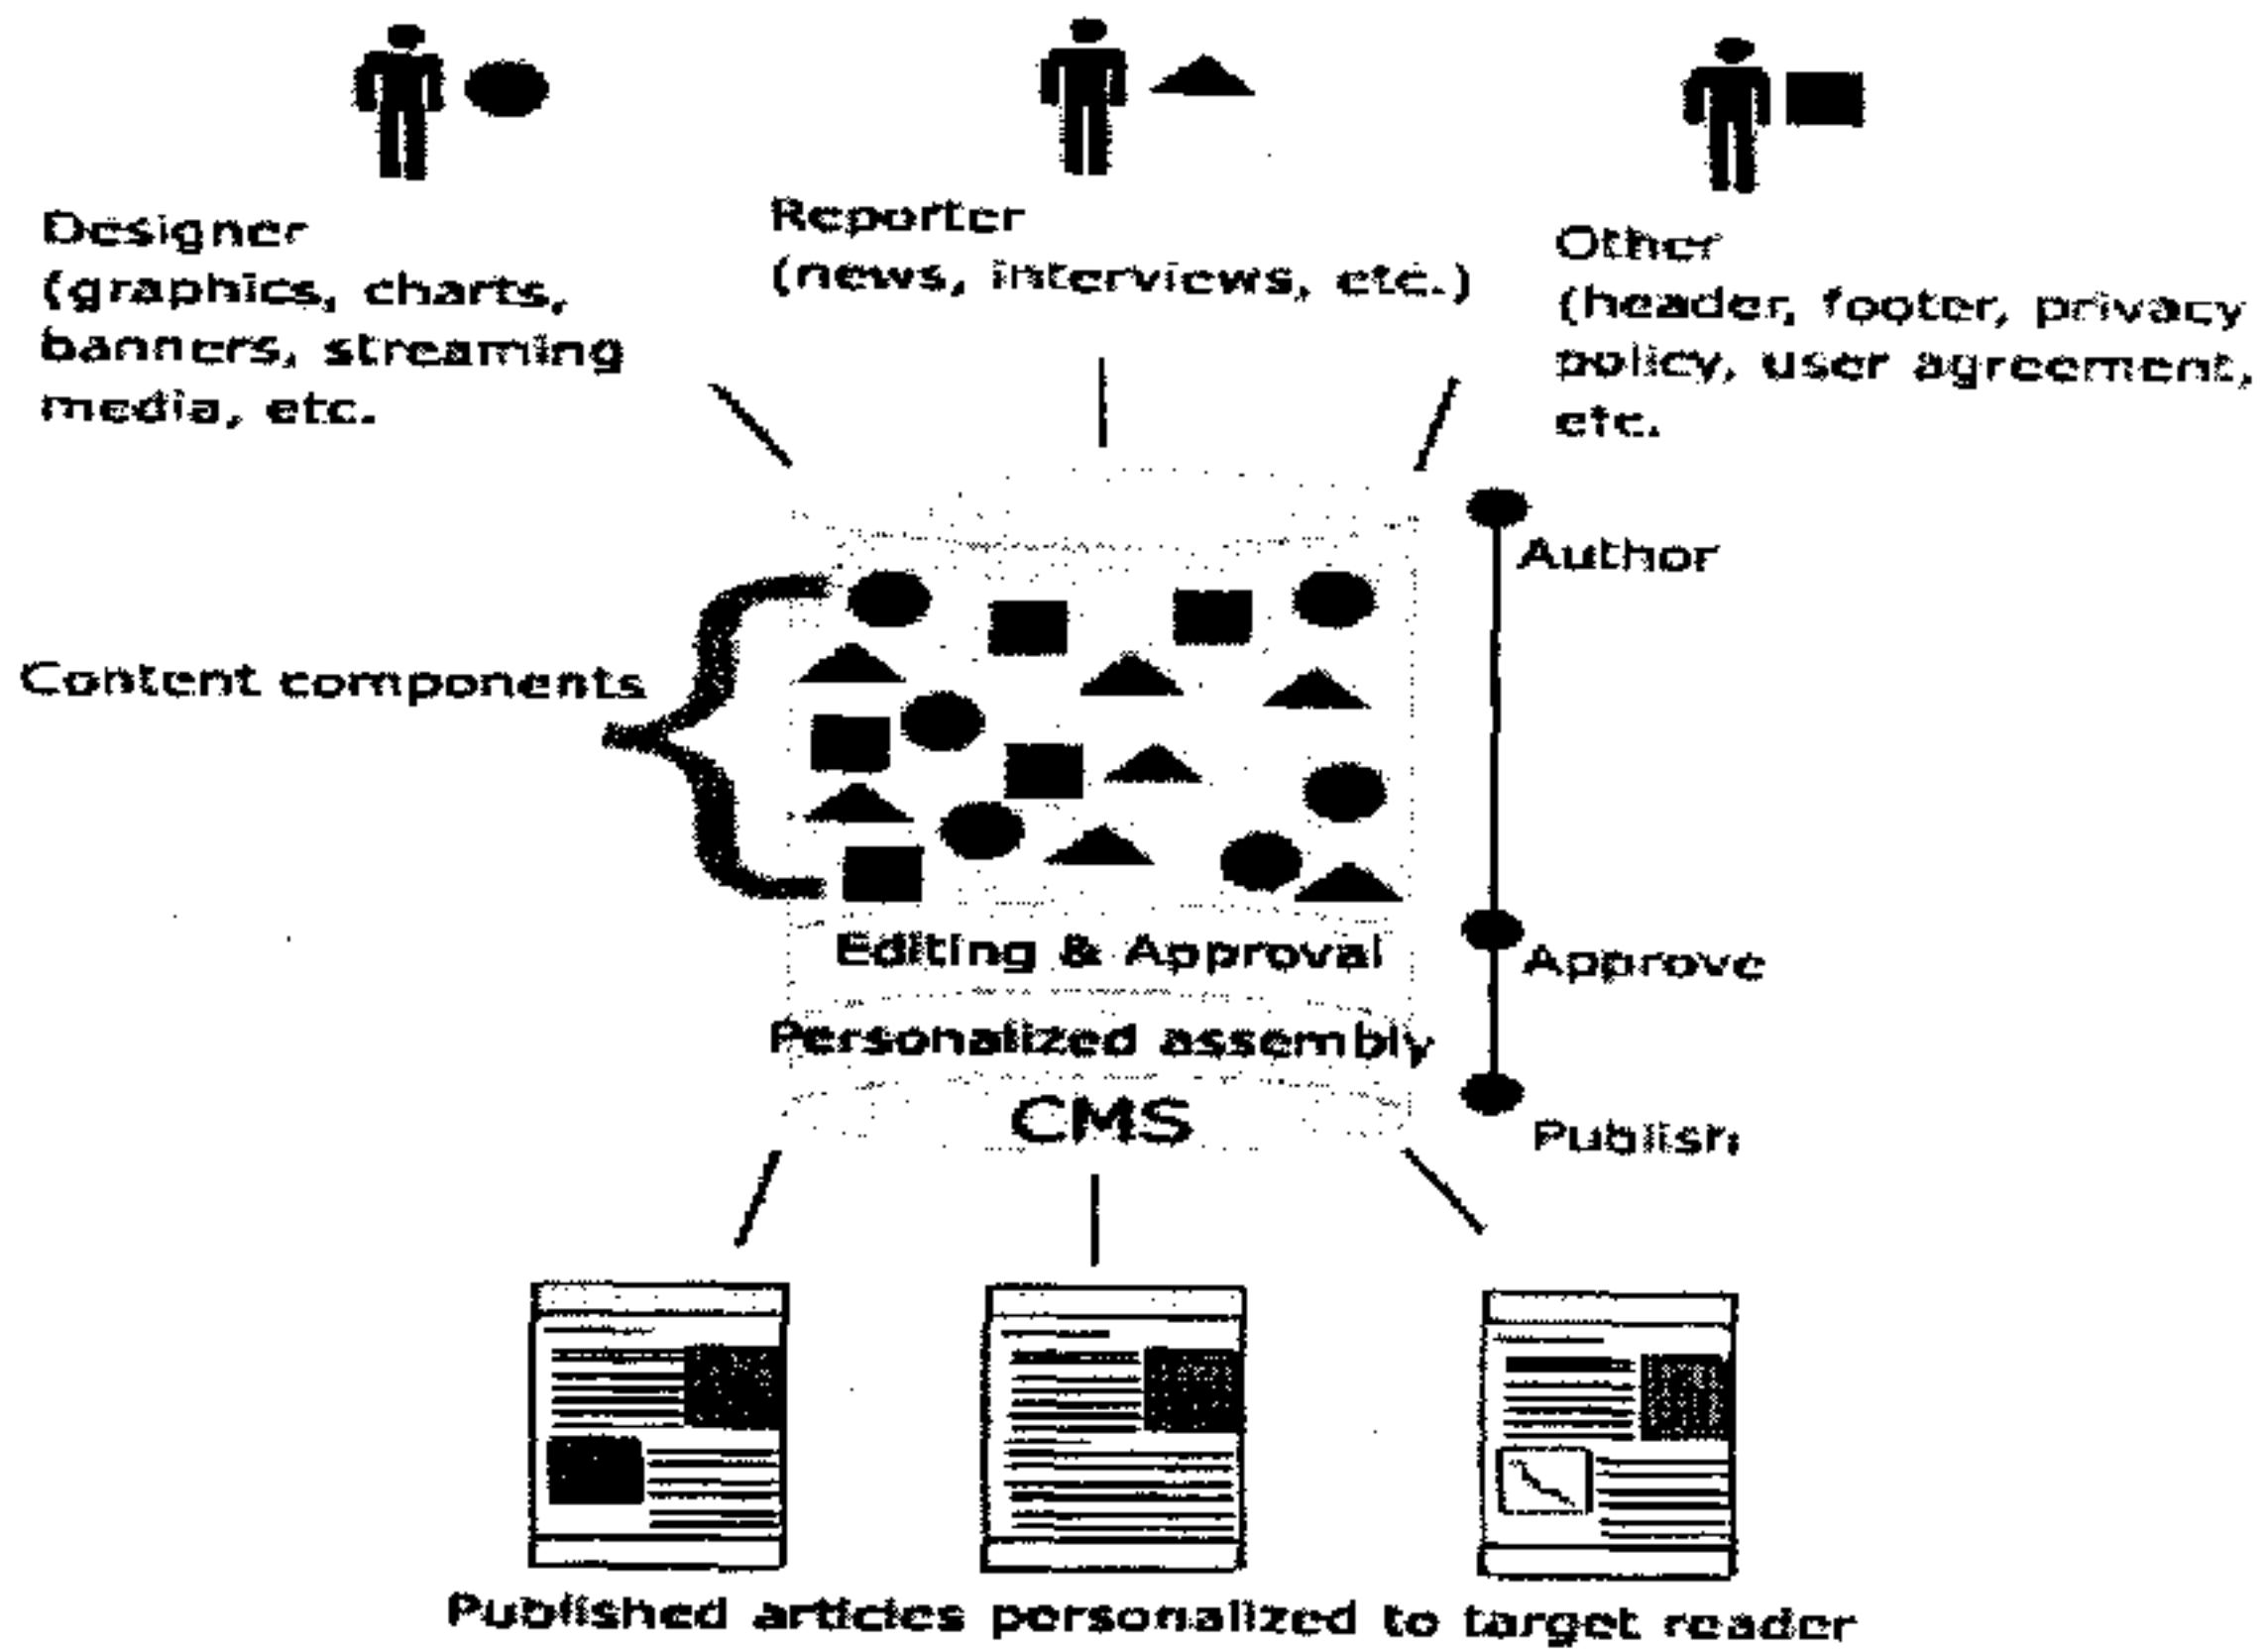 Designer
(graphics, charts,
banners, streaming
media, etc.
Reporter
(news, interviews, etc.)
Other
(header, footer, privacy
policy, user agreement,
etc.
Author
Content components
Editing & Approval
Approve
Personalized assembly
CMS
Publish
Published articles personalized to target reader